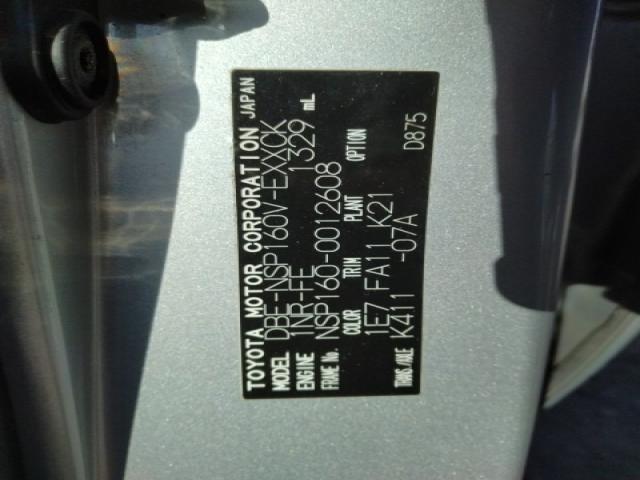 TOYOTA MOTOR CORPORATION JAPAN
MODEL DBE-NSP160V-EXXCK
ENGINE 1NR-FE 1329 mL
FRAME No. NSP160-0012608
COLOR TRIM PLANT OPTION
1E7 FA11 K21
TRANS./AXLE K411 -07A D875